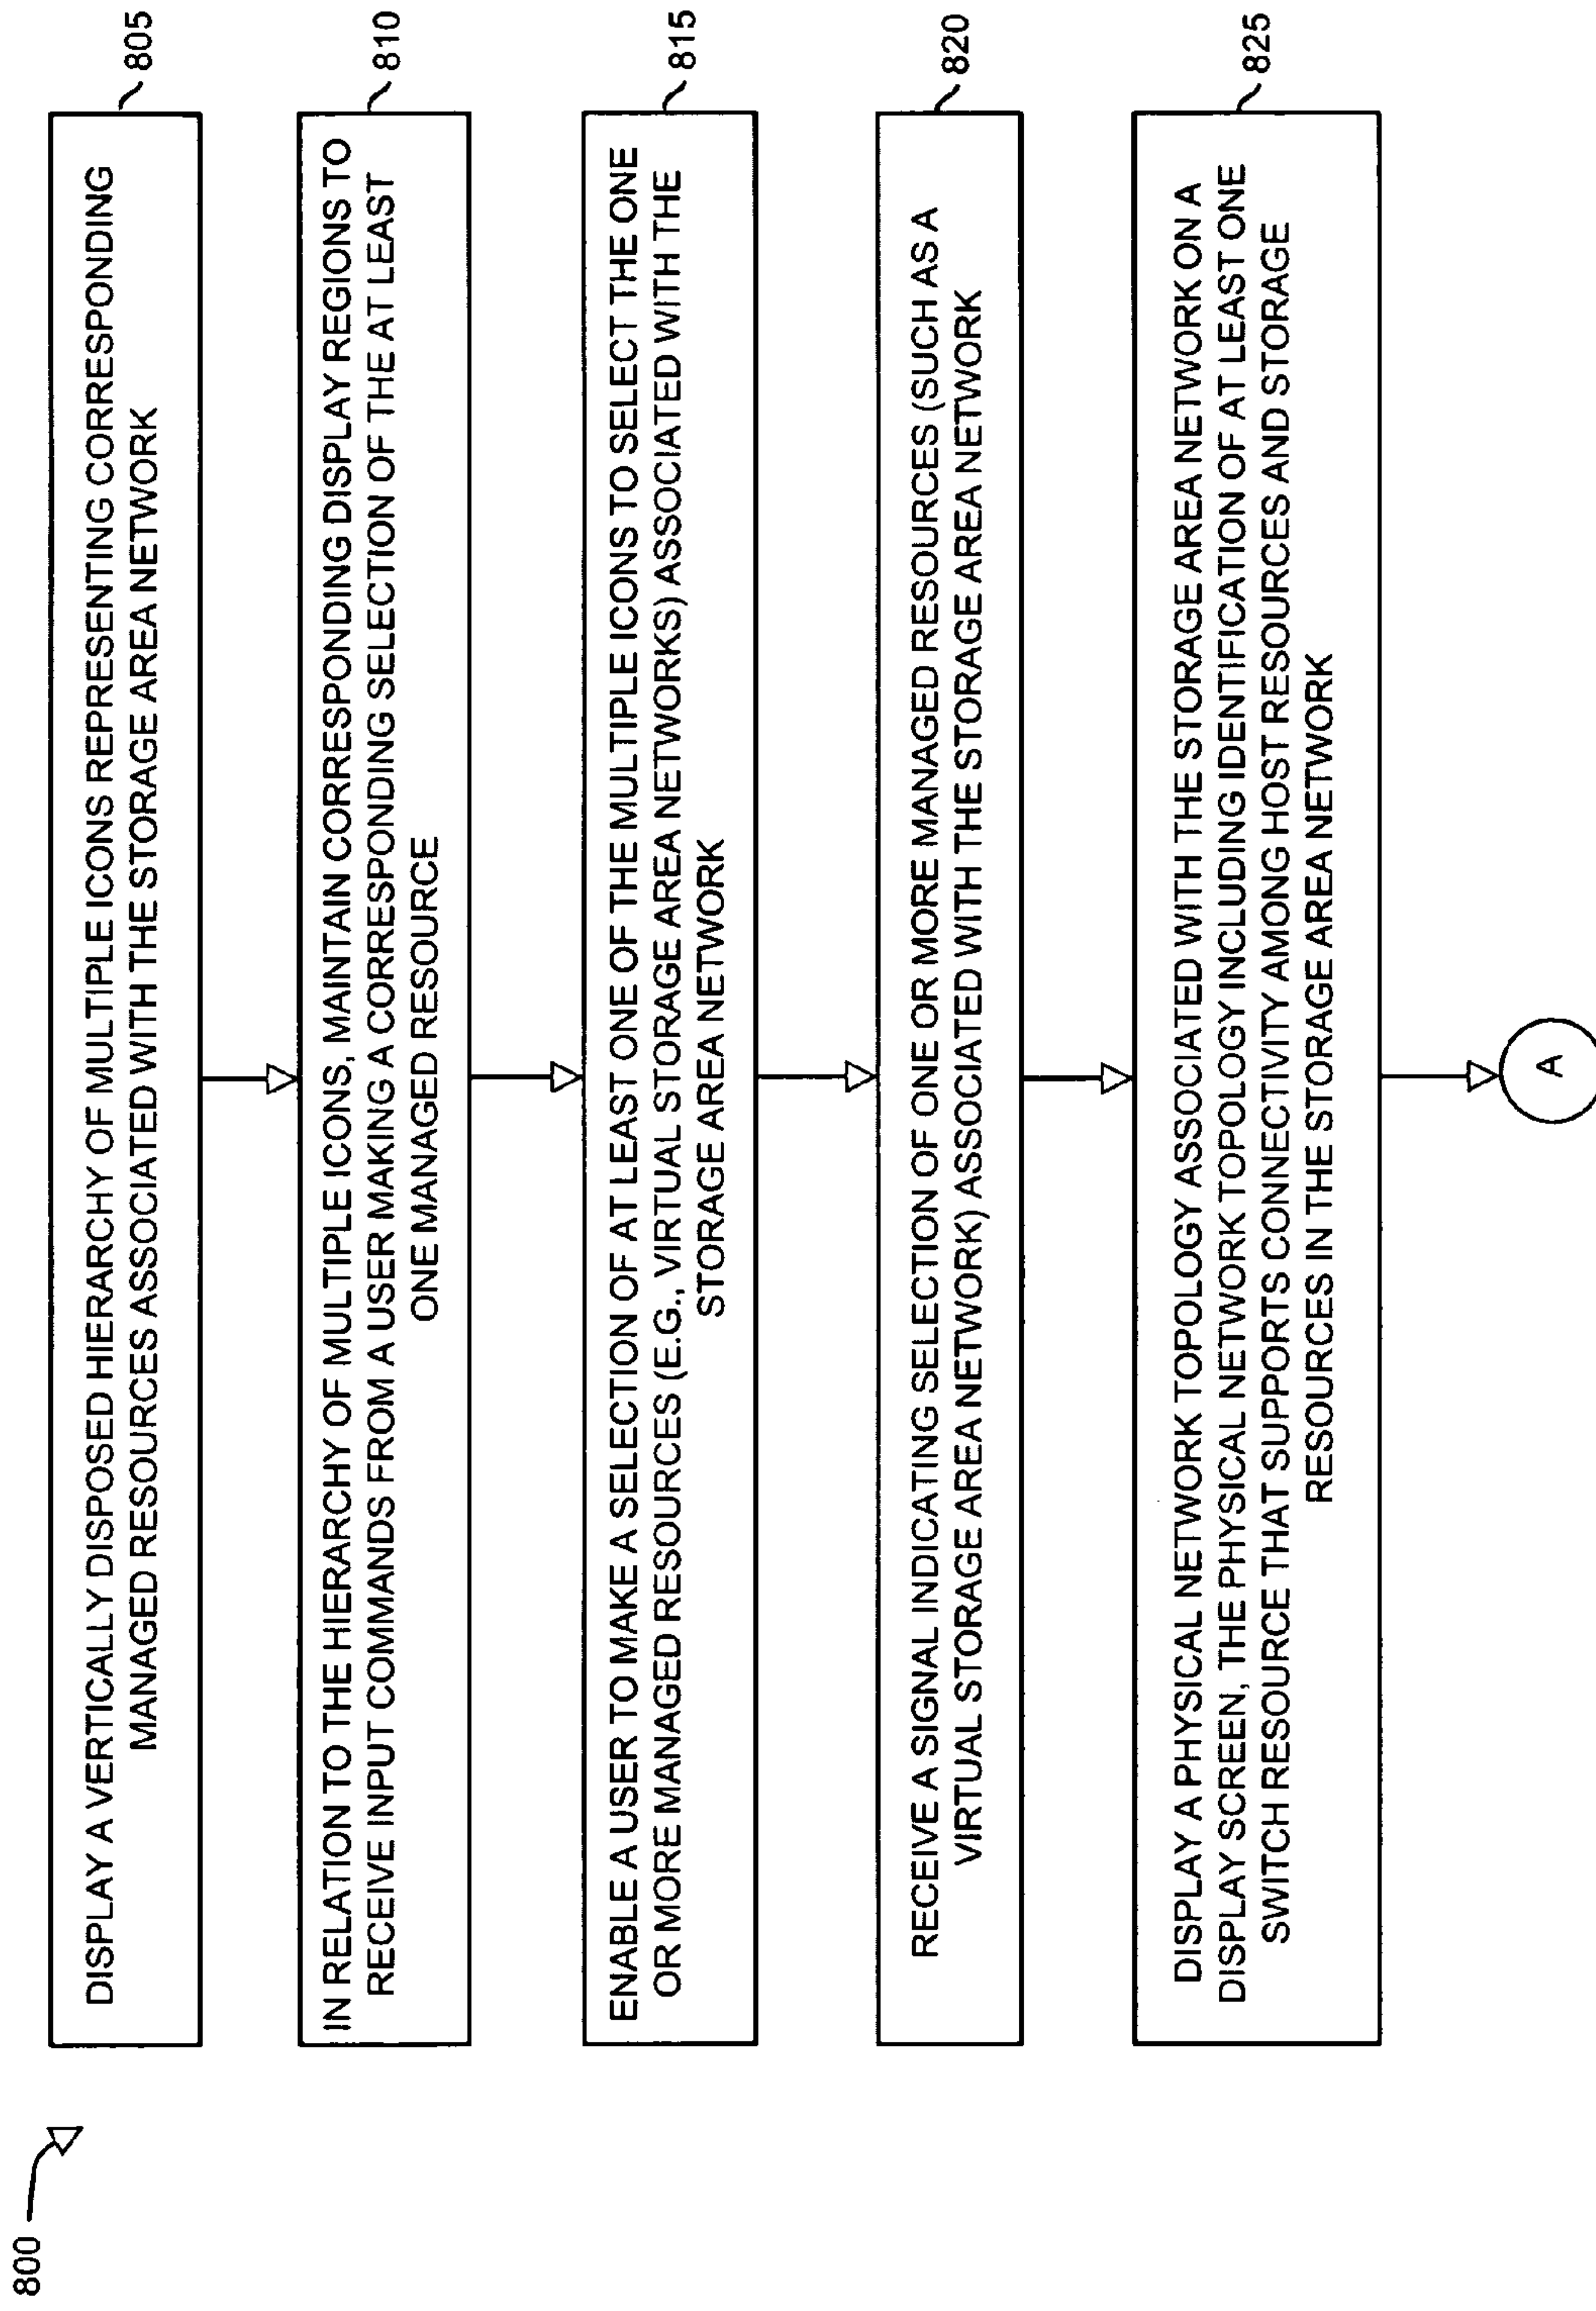 800
DISPLAY A VERTICALLY DISPOSED HIERARCHY OF MULTIPLE ICONS REPRESENTING CORRESPONDING
MANAGED RESOURCES ASSOCIATED WITH THE STORAGE AREA NETWORK
805
IN RELATION TO THE HIERARCHY OF MULTIPLE ICONS, MAINTAIN CORRESPONDING DISPLAY REGIONS TO
RECEIVE INPUT COMMANDS FROM A USER MAKING A CORRESPONDING SELECTION OF THE AT LEAST
ONE MANAGED RESOURCE
810
ENABLE A USER TO MAKE A SELECTION OF AT LEAST ONE OF THE MULTIPLE ICONS TO SELECT THE ONE
OR MORE MANAGED RESOURCES (E.G., VIRTUAL STORAGE AREA NETWORKS) ASSOCIATED WITH THE
STORAGE AREA NETWORK
815
RECEIVE A SIGNAL INDICATING SELECTION OF ONE OR MORE MANAGED RESOURCES (SUCH AS A
VIRTUAL STORAGE AREA NETWORK) ASSOCIATED WITH THE STORAGE AREA NETWORK
820
DISPLAY A PHYSICAL NETWORK TOPOLOGY ASSOCIATED WITH THE STORAGE AREA NETWORK ON A
DISPLAY SCREEN, THE PHYSICAL NETWORK TOPOLOGY INCLUDING IDENTIFICATION OF AT LEAST ONE
SWITCH RESOURCE THAT SUPPORTS CONNECTIVITY AMONG HOST RESOURCES AND STORAGE
RESOURCES IN THE STORAGE AREA NETWORK
825
A